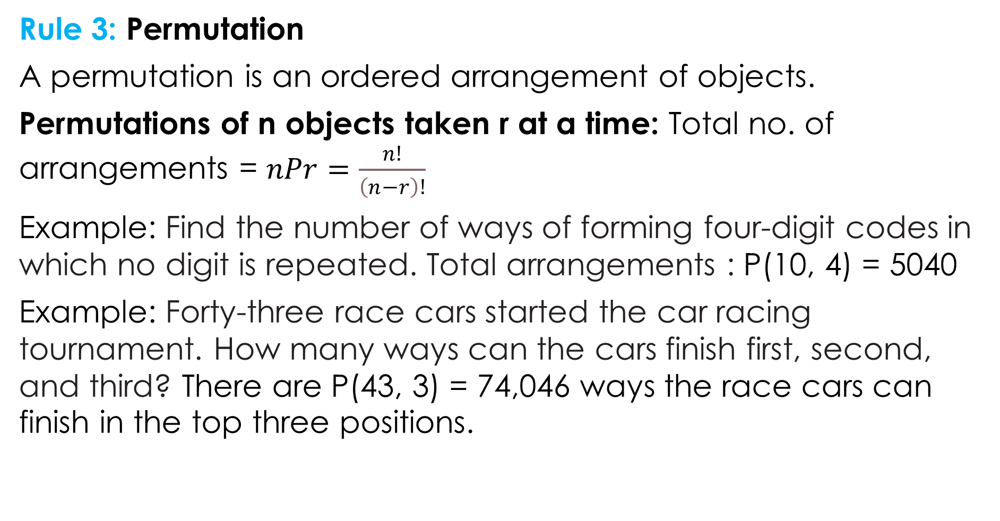 Rule 3: Permutation
A permutation is an ordered arrangement of objects.
Permutations of n objects taken r at a time: Total no. of
arrangements = nPr = n!/(n−r)!
Example: Find the number of ways of forming four-digit codes in
which no digit is repeated. Total arrangements : P(10, 4) = 5040
Example: Forty-three race cars started the car racing
tournament. How many ways can the cars finish first, second,
and third? There are P(43, 3) = 74,046 ways the race cars can
finish in the top three positions.